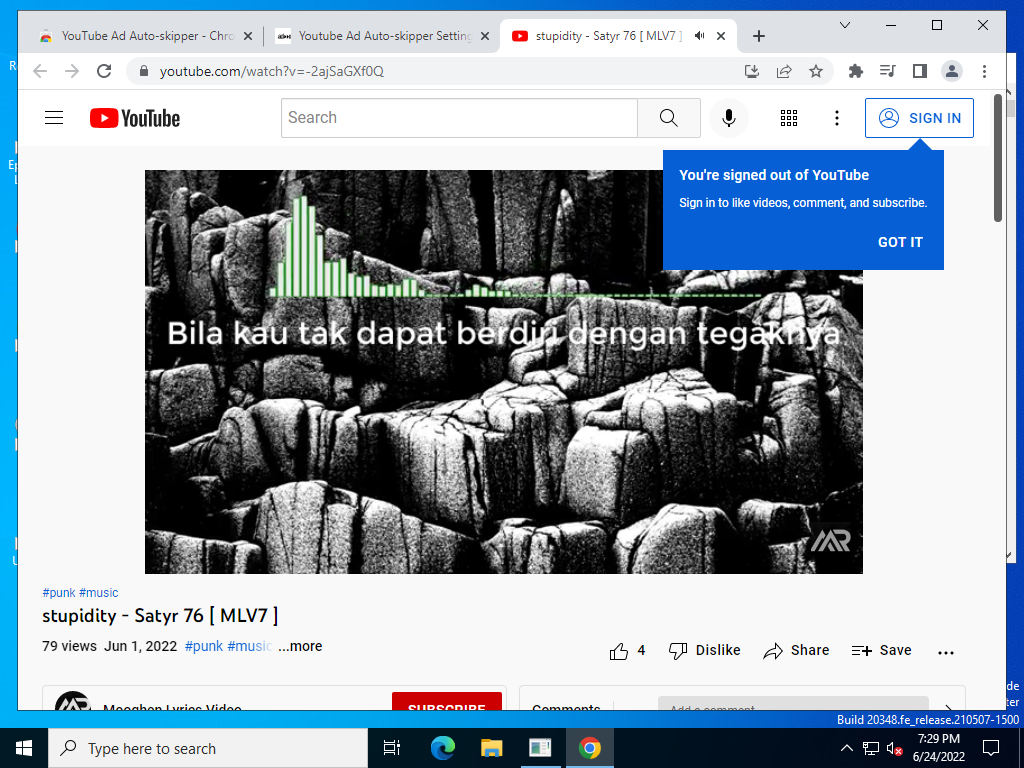 YouTube Ad Auto-skipper - Chro
Youtube Ad Auto-skipper Setting
stupidity - Satyr 76 [ MLV7 ]
youtube.com/watch?v=-2ajSaGXf0Q
YouTube
Search
SIGN IN
You're signed out of YouTube
Sign in to like videos, comment, and subscribe.
GOT IT
Bila kau tak dapat berdiri dengan tegaknya
MR
#punk #music
stupidity - Satyr 76 [ MLV7 ]
79 views Jun 1, 2022 #punk #music ...more
4 Dislike Share Save
Mooghen Lyrics Video
SUBSCRIBE
Comments
Add a comment...
Build 20348.fe_release.210507-1500
Type here to search
7:29 PM
6/24/2022